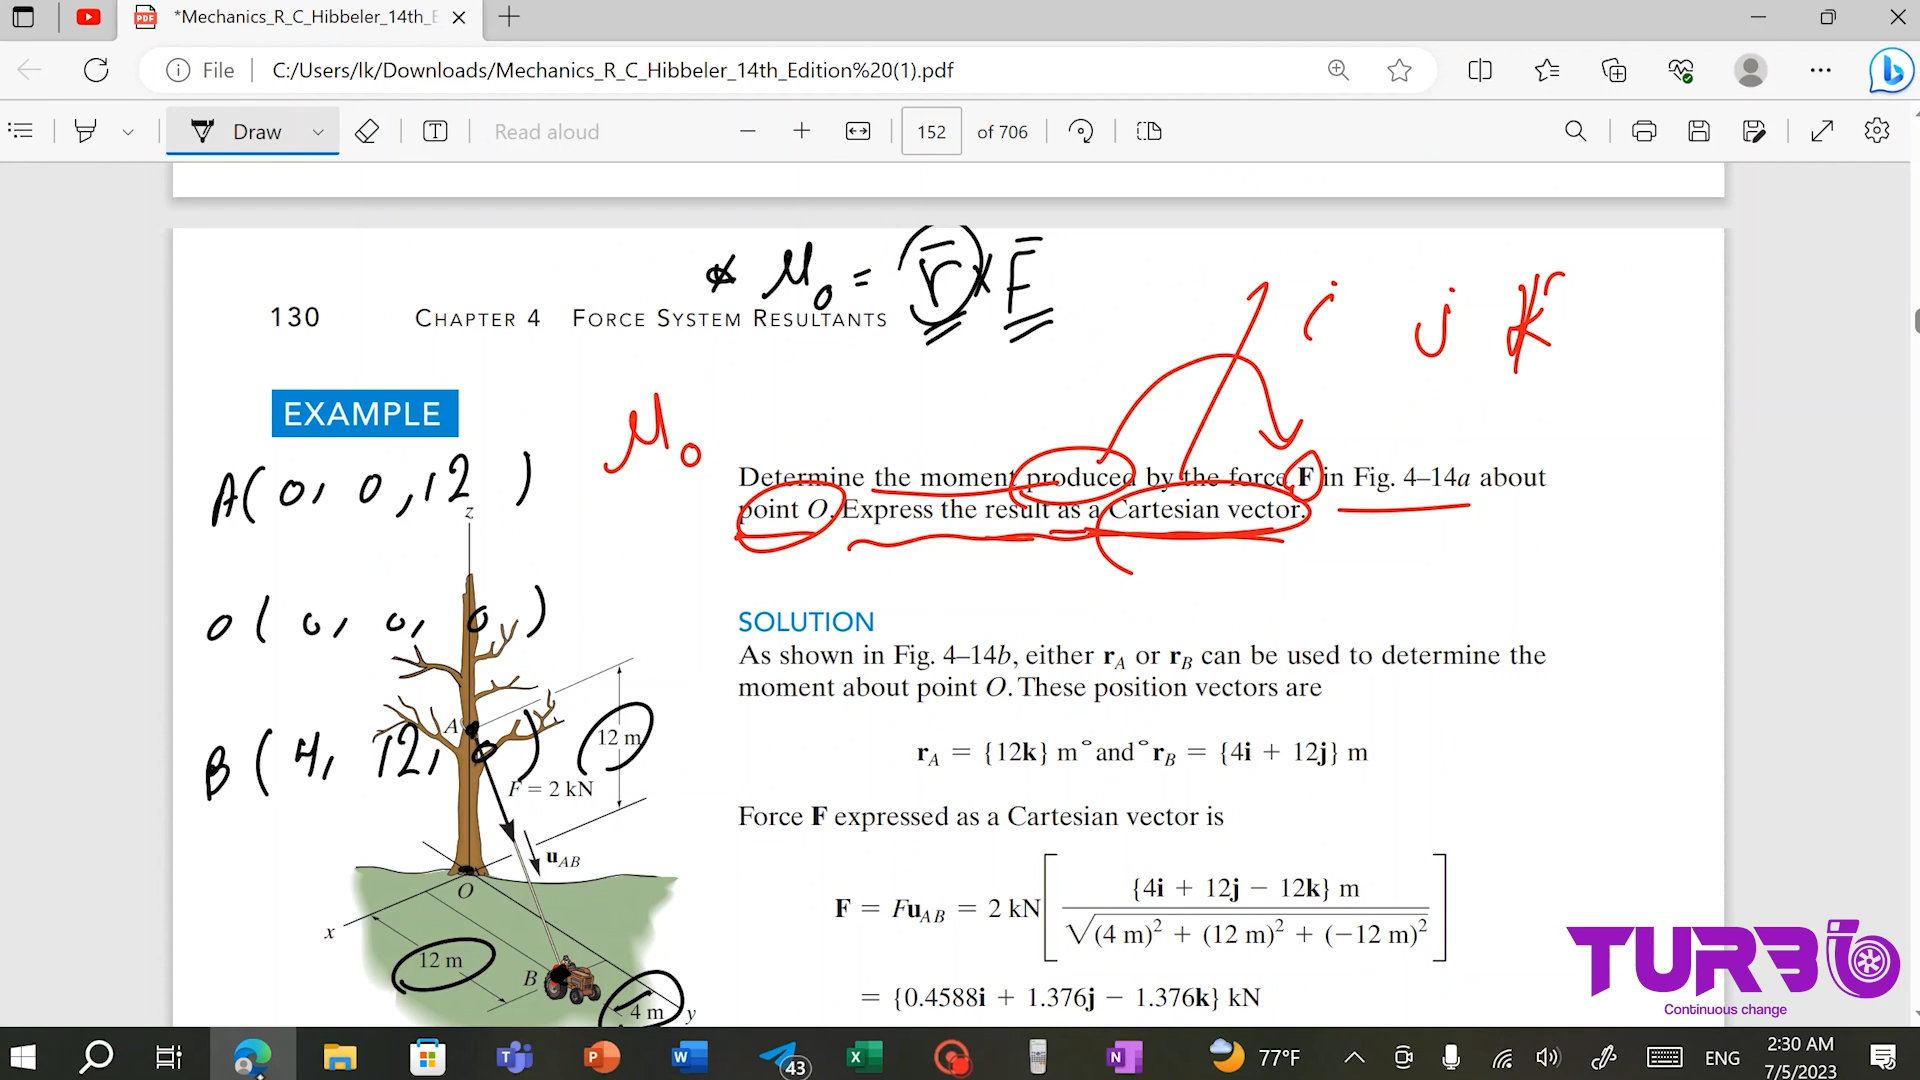 *Mechanics_R_C_Hibbeler_14th_E
File C:/Users/lk/Downloads/Mechanics_R_C_Hibbeler_14th_Edition%20(1).pdf
Draw Read aloud 152 of 706
M₀ = r̄ × F̄
130 CHAPTER 4 FORCE SYSTEM RESULTANTS
i j k
EXAMPLE
M₀
A(0, 0, 12)
Determine the moment produced by the force F in Fig. 4–14a about
point O. Express the result as a Cartesian vector.
z
O(0, 0, 0)
SOLUTION
As shown in Fig. 4–14b, either r_A or r_B can be used to determine the
moment about point O. These position vectors are
A
12 m
B(4, 12, 0)
r_A = {12k} m and r_B = {4i + 12j} m
F = 2 kN
Force F expressed as a Cartesian vector is
u_AB
O
F = Fu_AB = 2 kN [ {4i + 12j − 12k} m / √(4 m)² + (12 m)² + (−12 m)² ]
x
12 m
B
4 m
y
= {0.4588i + 1.376j − 1.376k} kN
TURBO
Continuous change
43
77°F
ENG
2:30 AM
7/5/2023